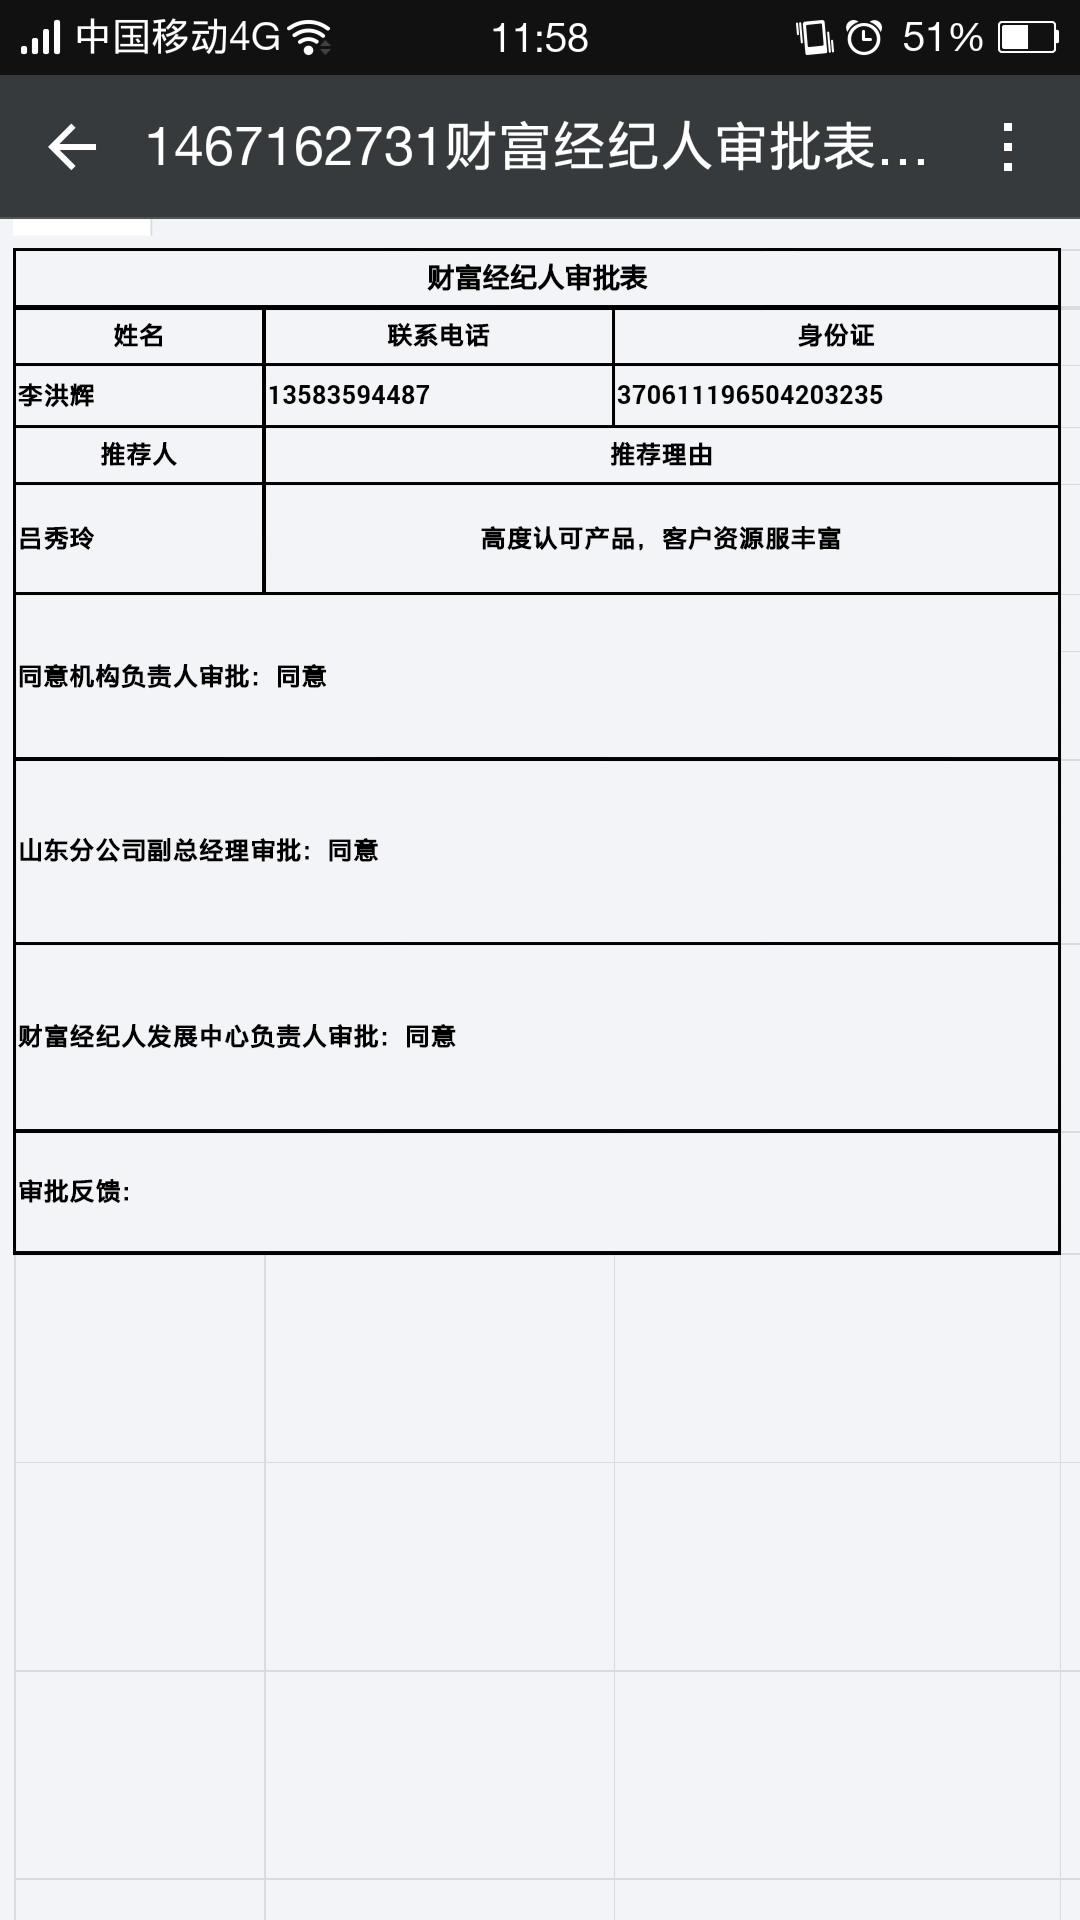 中国移动4G 11:58 51%
1467162731财富经纪人审批表...
财富经纪人审批表
姓名 联系电话 身份证
李洪辉 13583594487 370611196504203235
推荐人 推荐理由
吕秀玲 高度认可产品，客户资源服丰富
同意机构负责人审批：同意
山东分公司副总经理审批：同意
财富经纪人发展中心负责人审批：同意
审批反馈：